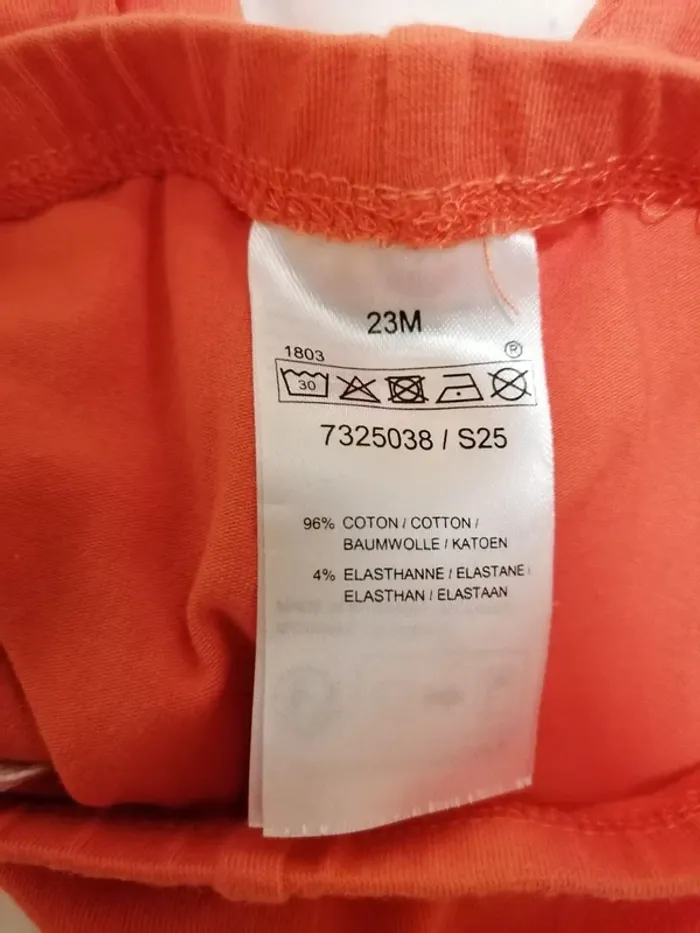 23M
1803
®
30
7325038 / S25
96% COTON / COTTON /
BAUMWOLLE / KATOEN
4% ELASTHANNE / ELASTANE /
ELASTHAN / ELASTAAN